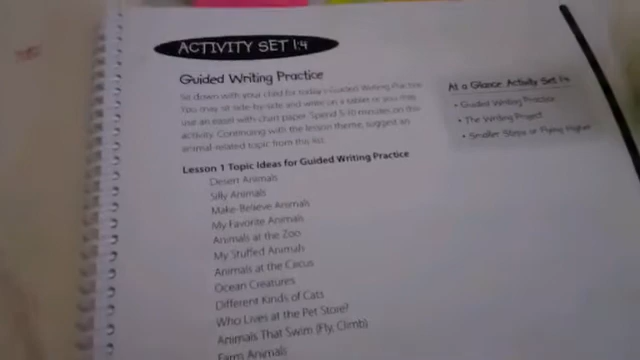 ACTIVITY SET 1:4
Guided Writing Practice
Sit down with your child for today's Guided Writing Practice.
You may sit side-by-side and write on a tablet or you may
use an easel with chart paper. Spend 5-10 minutes on this
activity. Continuing with the lesson theme, suggest an
animal-related topic from this list.
Lesson 1 Topic Ideas for Guided Writing Practice
Desert Animals
Silly Animals
Make-Believe Animals
My Favorite Animals
Animals at the Zoo
My Stuffed Animals
Animals at the Circus
Ocean Creatures
Different Kinds of Cats
Who Lives at the Pet Store?
Animals That Swim (Fly, Climb)
Farm Animals
At a Glance: Activity Set 1:4
• Guided Writing Practice
• The Writing Project
• Smaller Steps or Flying Higher